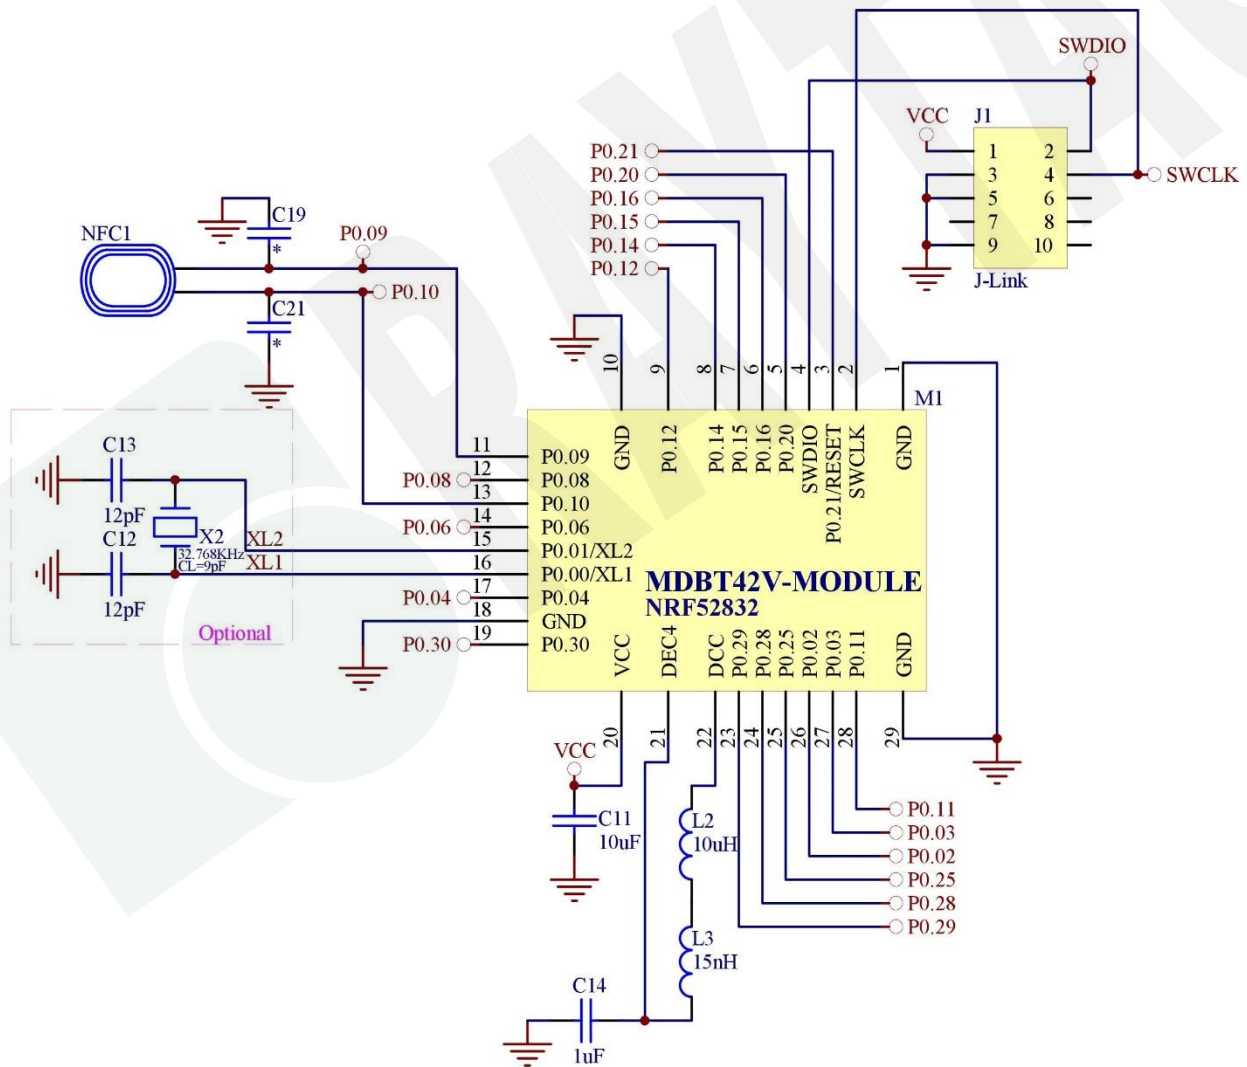 SWDIO
VCC
J1
1 2
3 4
5 6
7 8
9 10
J-Link
SWCLK
P0.21
P0.20
P0.16
P0.15
P0.14
P0.12
C19
*
NFC1
P0.09
P0.10
C21
*
10 9 8 7 6 5 4 3 2 1
M1
GND P0.12 P0.14 P0.15 P0.16 P0.20 SWDIO P0.21/RESET SWCLK GND
C13
12pF
X2
32.768KHz
CL=9pF
C12
12pF
XL2
XL1
Optional
11 P0.09
P0.08 12 P0.08
13 P0.10
P0.06 14 P0.06
15 P0.01/XL2
16 P0.00/XL1
P0.04 17 P0.04
18 GND
P0.30 19 P0.30
MDBT42V-MODULE
NRF52832
VCC DEC4 DCC P0.29 P0.28 P0.25 P0.02 P0.03 P0.11 GND
20 21 22 23 24 25 26 27 28 29
VCC
C11
10uF
L2
10uH
L3
15nH
C14
1uF
P0.11
P0.03
P0.02
P0.25
P0.28
P0.29